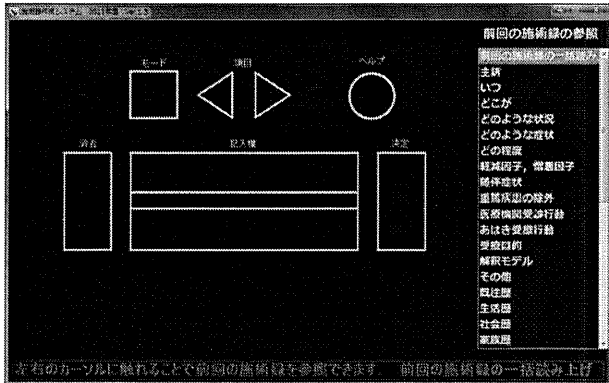 前回の施術録の参照
モード
項目
ヘルプ
消去
記入欄
決定
前回の施術録の一括読み
主訴
いつ
どこが
どのような状況
どのような症状
どの程度
軽減因子，増悪因子
随伴症状
重篤疾患の除外
医療機関受診行動
あはき受療行動
受療目的
解釈モデル
その他
既往歴
生活歴
社会歴
家族歴
左右のカーソルに触れることで前回の施術録を参照できます. 前回の施術録の一括読み上げ